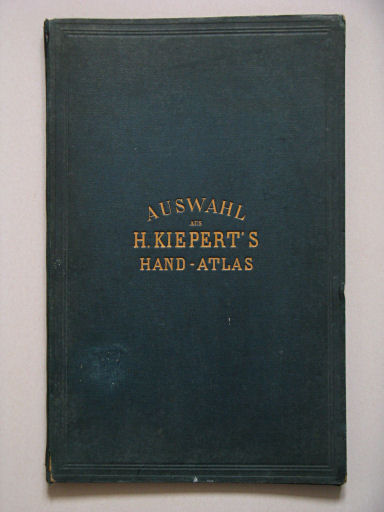 AUSWAHL
AUS
H. KIEPERT'S
HAND-ATLAS